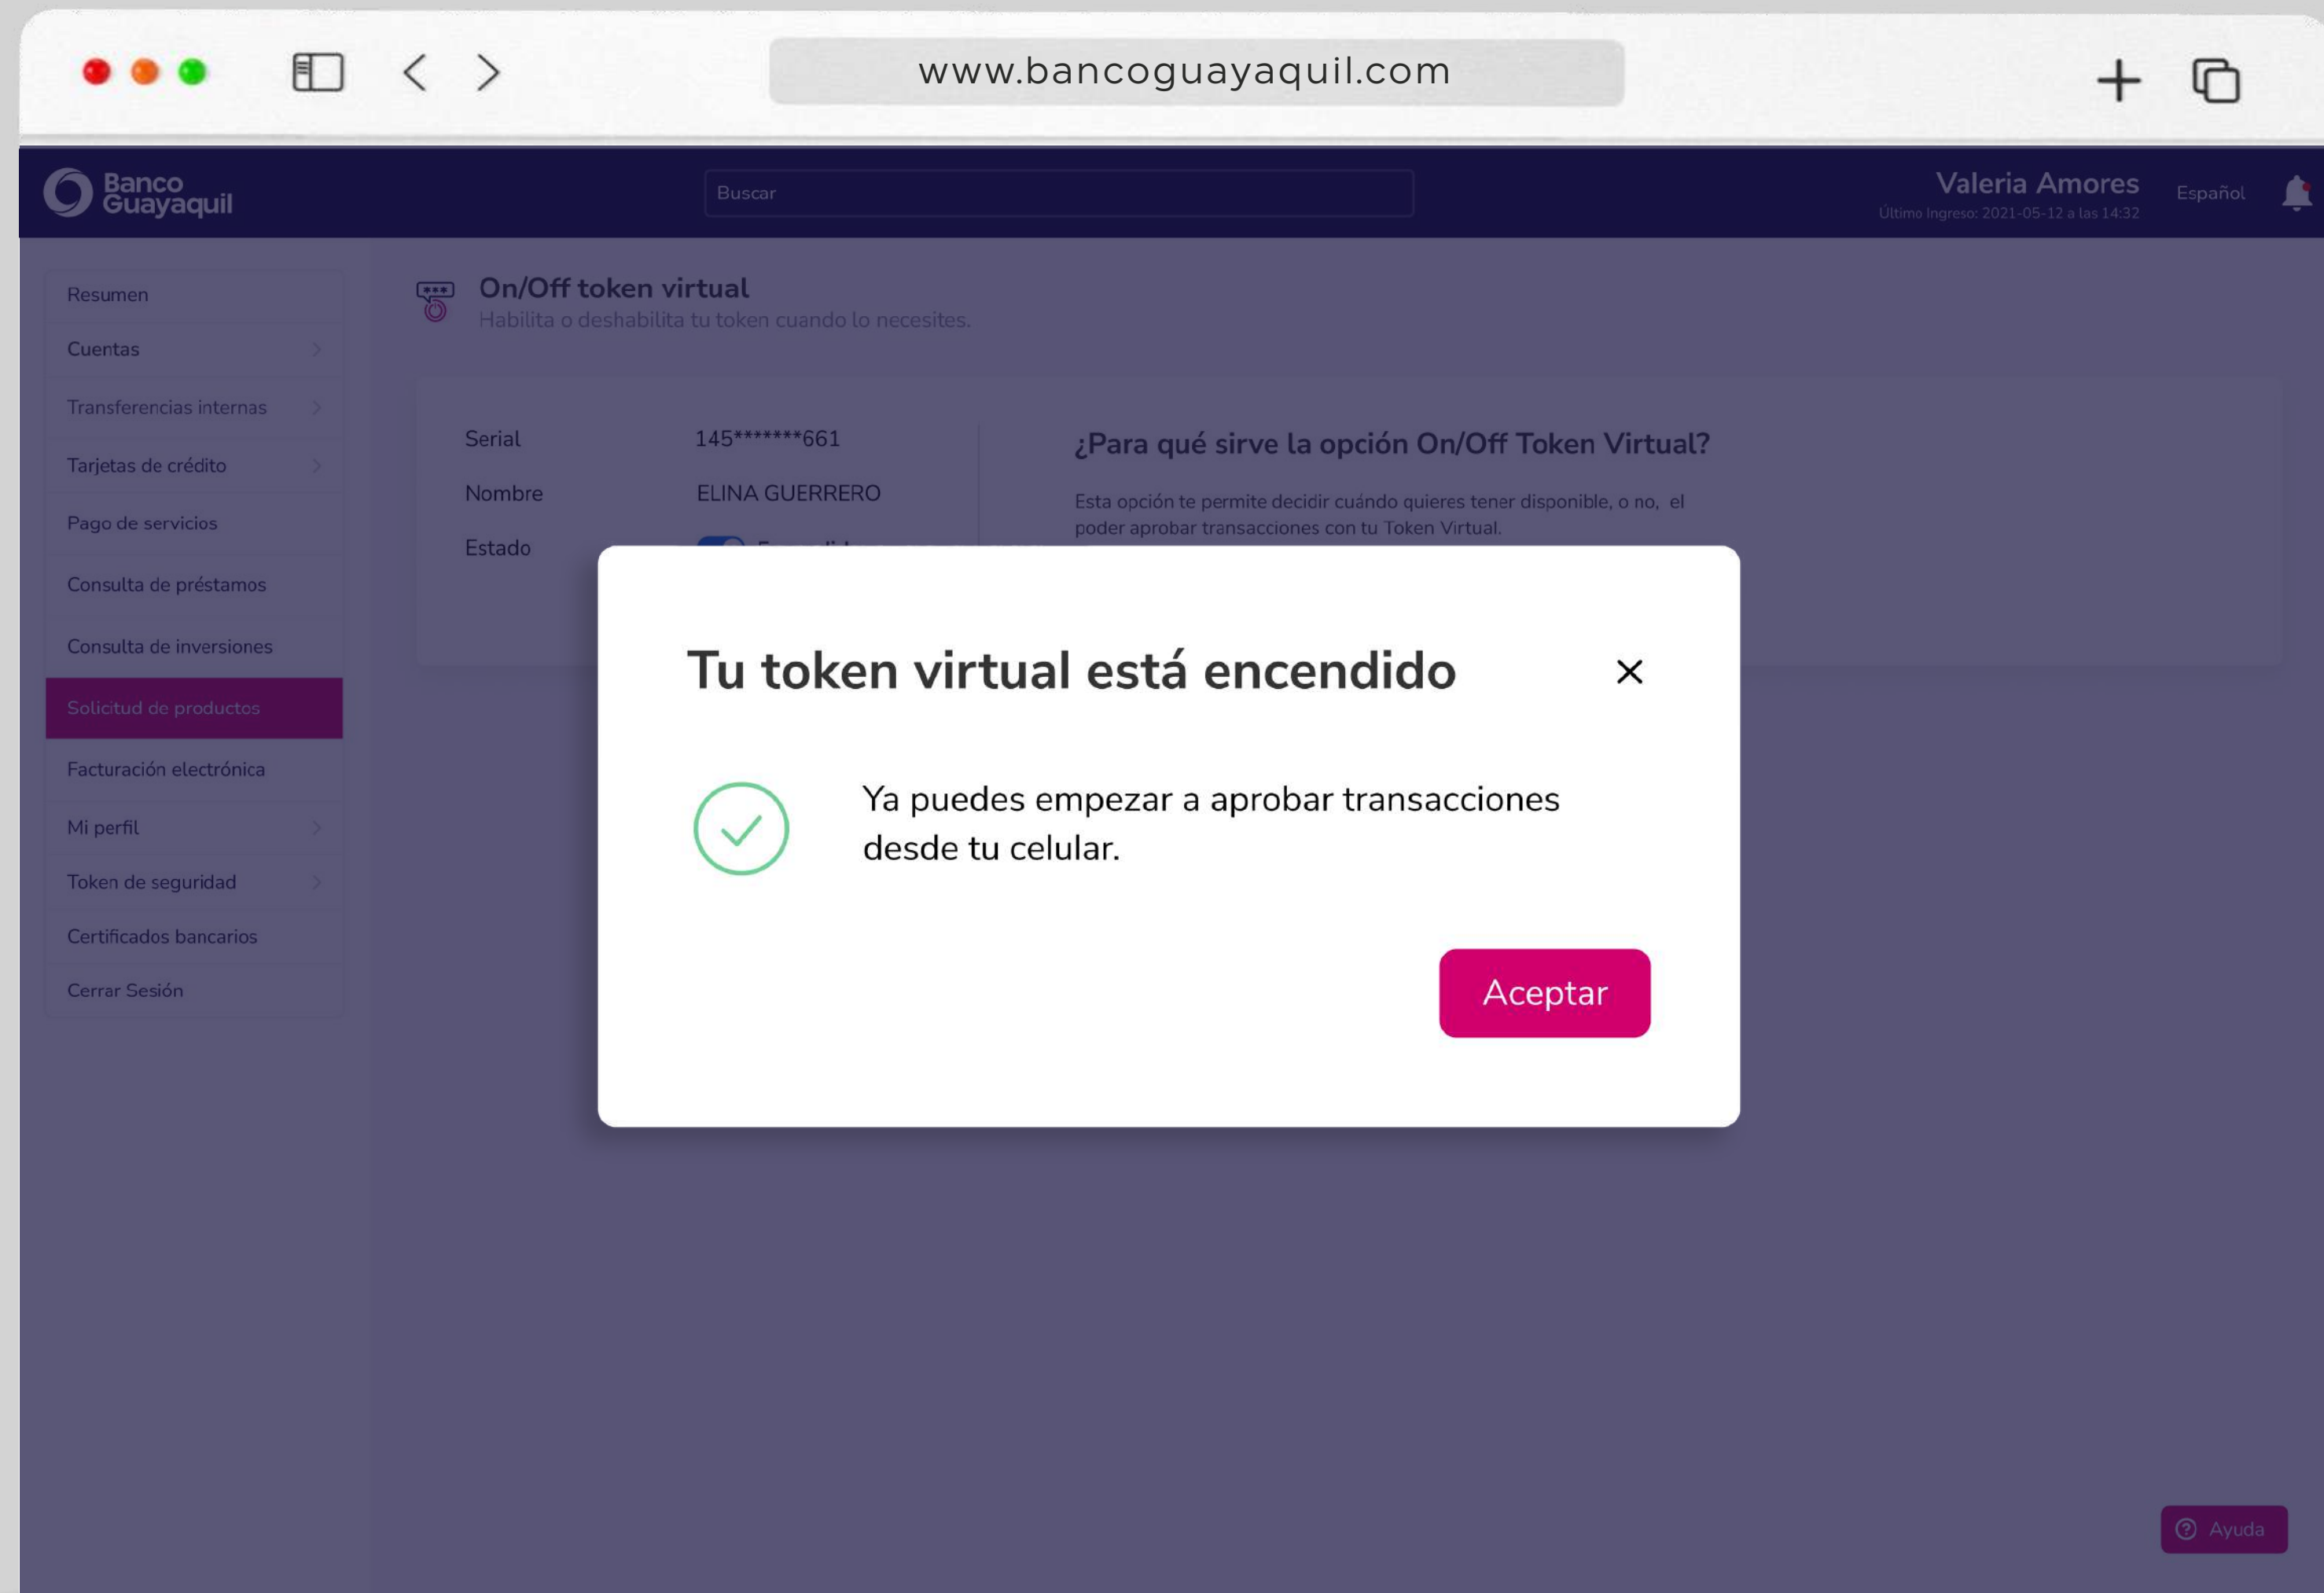 www.bancoguayaquil.com
Banco
Guayaquil
Buscar
Valeria Amores
Último Ingreso: 2021-05-12 a las 14:32
Español
Resumen
Cuentas
Transferencias internas
Tarjetas de crédito
Pago de servicios
Consulta de préstamos
Consulta de inversiones
Solicitud de productos
Facturación electrónica
Mi perfil
Token de seguridad
Certificados bancarios
Cerrar Sesión
On/Off token virtual
Habilita o deshabilita tu token cuando lo necesites.
Serial 145*******661
Nombre ELINA GUERRERO
Estado
¿Para qué sirve la opción On/Off Token Virtual?
Esta opción te permite decidir cuándo quieres tener disponible, o no, el
poder aprobar transacciones con tu Token Virtual.
Tu token virtual está encendido
Ya puedes empezar a aprobar transacciones
desde tu celular.
Aceptar
Ayuda